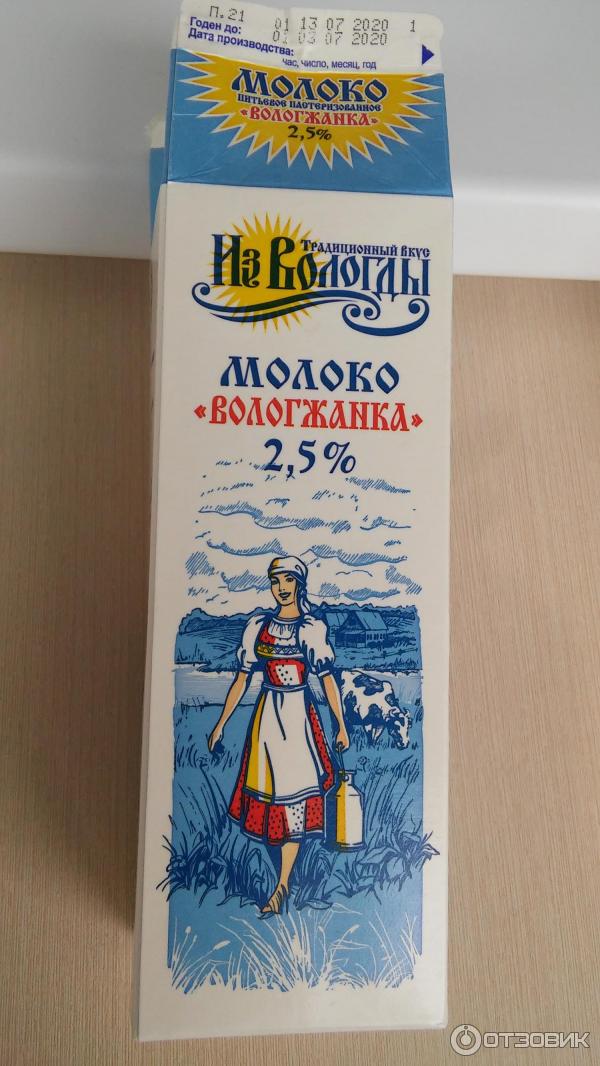 П.21
Годен до: 01 13 07 2020 1
Дата производства: 01 03 07 2020
час, число, месяц, год
МОЛОКО
ПИТЬЕВОЕ ПАСТЕРИЗОВАННОЕ
«ВОЛОГЖАНКА»
2,5%
ТРАДИЦИОННЫЙ ВКУС
ИЗ ВОЛОГДЫ
МОЛОКО
«ВОЛОГЖАНКА»
2,5%
ОТЗОВИК